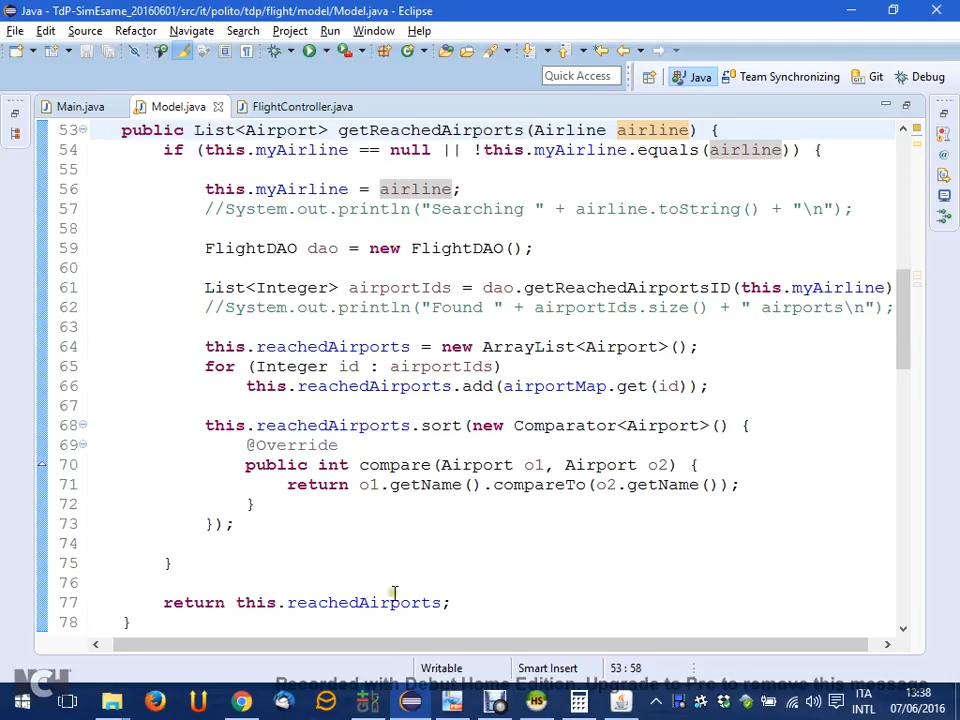 Java - TdP-SimEsame_20160601/src/it/polito/tdp/flight/model/Model.java - Eclipse
File Edit Source Refactor Navigate Search Project Run Window Help
Quick Access Java Team Synchronizing Git Debug
Main.java Model.java FlightController.java
53 public List<Airport> getReachedAirports(Airline airline) {
54 if (this.myAirline == null || !this.myAirline.equals(airline)) {
55
56 this.myAirline = airline;
57 //System.out.println("Searching " + airline.toString() + "\n");
58
59 FlightDAO dao = new FlightDAO();
60
61 List<Integer> airportIds = dao.getReachedAirportsID(this.myAirline)
62 //System.out.println("Found " + airportIds.size() + " airports\n");
63
64 this.reachedAirports = new ArrayList<Airport>();
65 for (Integer id : airportIds)
66 this.reachedAirports.add(airportMap.get(id));
67
68 this.reachedAirports.sort(new Comparator<Airport>() {
69 @Override
70 public int compare(Airport o1, Airport o2) {
71 return o1.getName().compareTo(o2.getName());
72 }
73 });
74
75 }
76
77 return this.reachedAirports;
78 }
Writable Smart Insert 53 : 58
NCH Recorded with Debut Home Edition. Upgrade to Pro to remove this message
ITA 13:38
INTL 07/06/2016